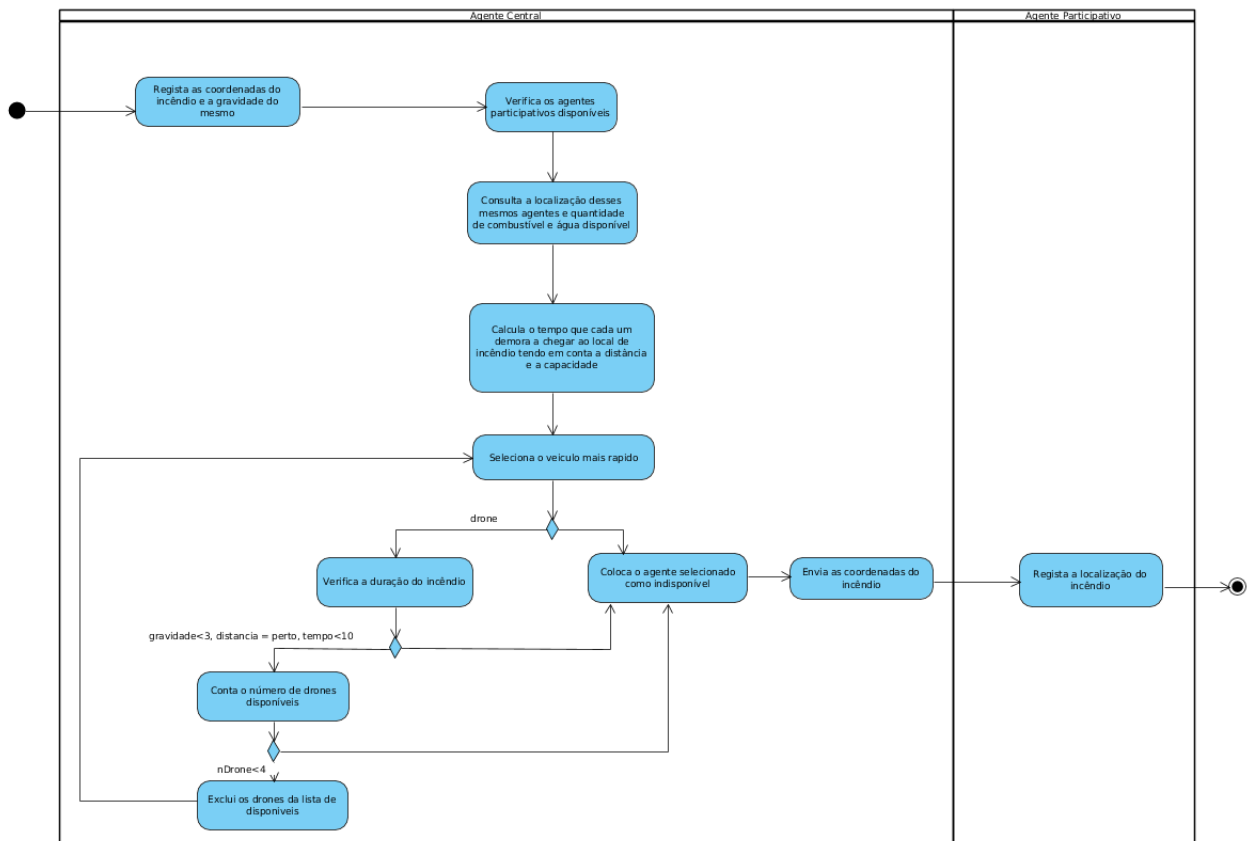 Agente Central
Agente Participativo
Regista as coordenadas do
incêndio e a gravidade do
mesmo
Verifica os agentes
participativos disponíveis
Consulta a localização desses
mesmos agentes e quantidade
de combustível e água disponível
Calcula o tempo que cada um
demora a chegar ao local de
incêndio tendo em conta a distância
e a capacidade
Seleciona o veiculo mais rapido
drone
Verifica a duração do incêndio
Coloca o agente selecionado
como indisponível
Envia as coordenadas do
incêndio
Regista a localização do
incêndio
gravidade<3, distancia = perto, tempo<10
Conta o número de drones
disponíveis
nDrone<4
Exclui os drones da lista de
disponíveis